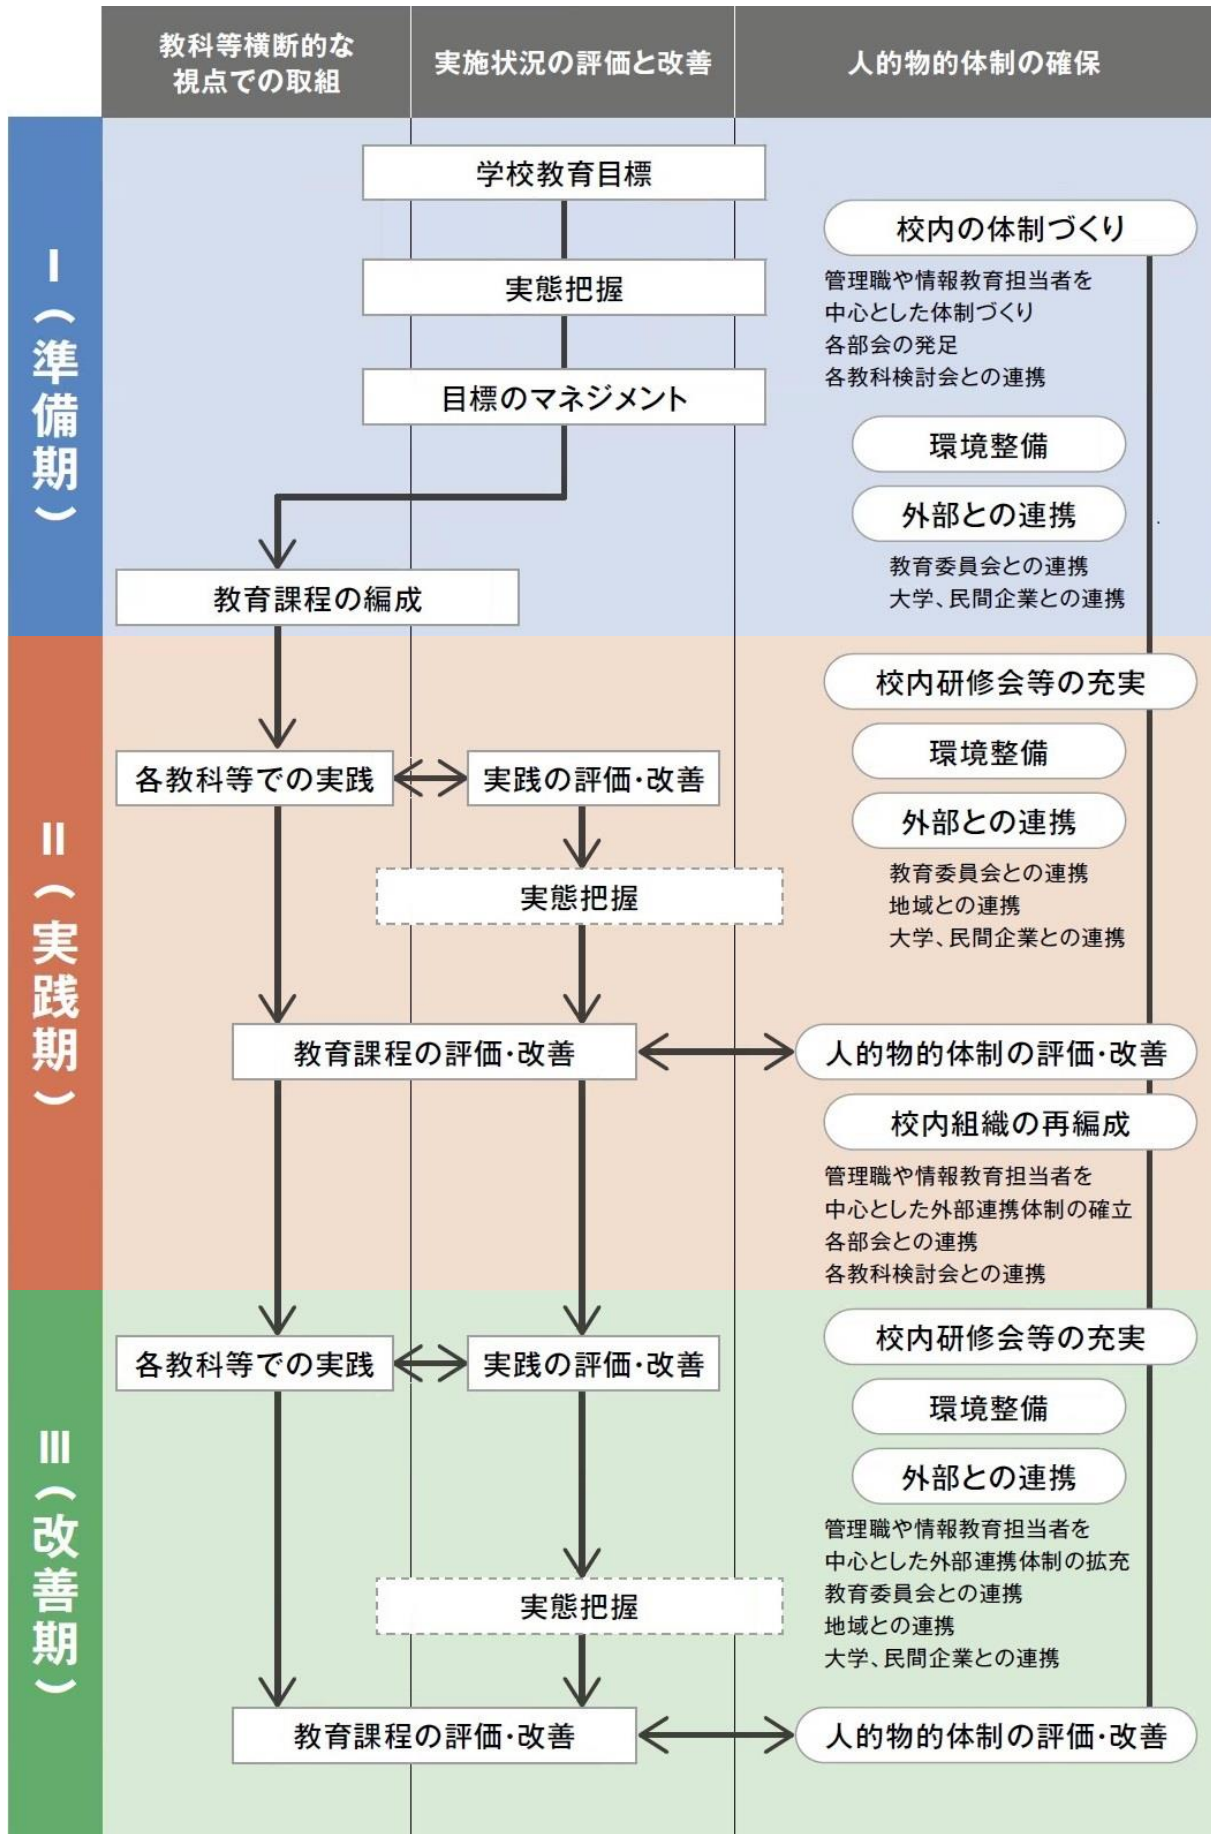 教科等横断的な
視点での取組
実施状況の評価と改善
人的物的体制の確保
Ⅰ（準備期）
学校教育目標
実態把握
目標のマネジメント
教育課程の編成
校内の体制づくり
管理職や情報教育担当者を
中心とした体制づくり
各部会の発足
各教科検討会との連携
環境整備
外部との連携
教育委員会との連携
大学、民間企業との連携
Ⅱ（実践期）
各教科等での実践
実践の評価・改善
実態把握
教育課程の評価・改善
校内研修会等の充実
環境整備
外部との連携
教育委員会との連携
地域との連携
大学、民間企業との連携
人的物的体制の評価・改善
校内組織の再編成
管理職や情報教育担当者を
中心とした外部連携体制の確立
各部会との連携
各教科検討会との連携
Ⅲ（改善期）
各教科等での実践
実践の評価・改善
実態把握
教育課程の評価・改善
校内研修会等の充実
環境整備
外部との連携
管理職や情報教育担当者を
中心とした外部連携体制の拡充
教育委員会との連携
地域との連携
大学、民間企業との連携
人的物的体制の評価・改善